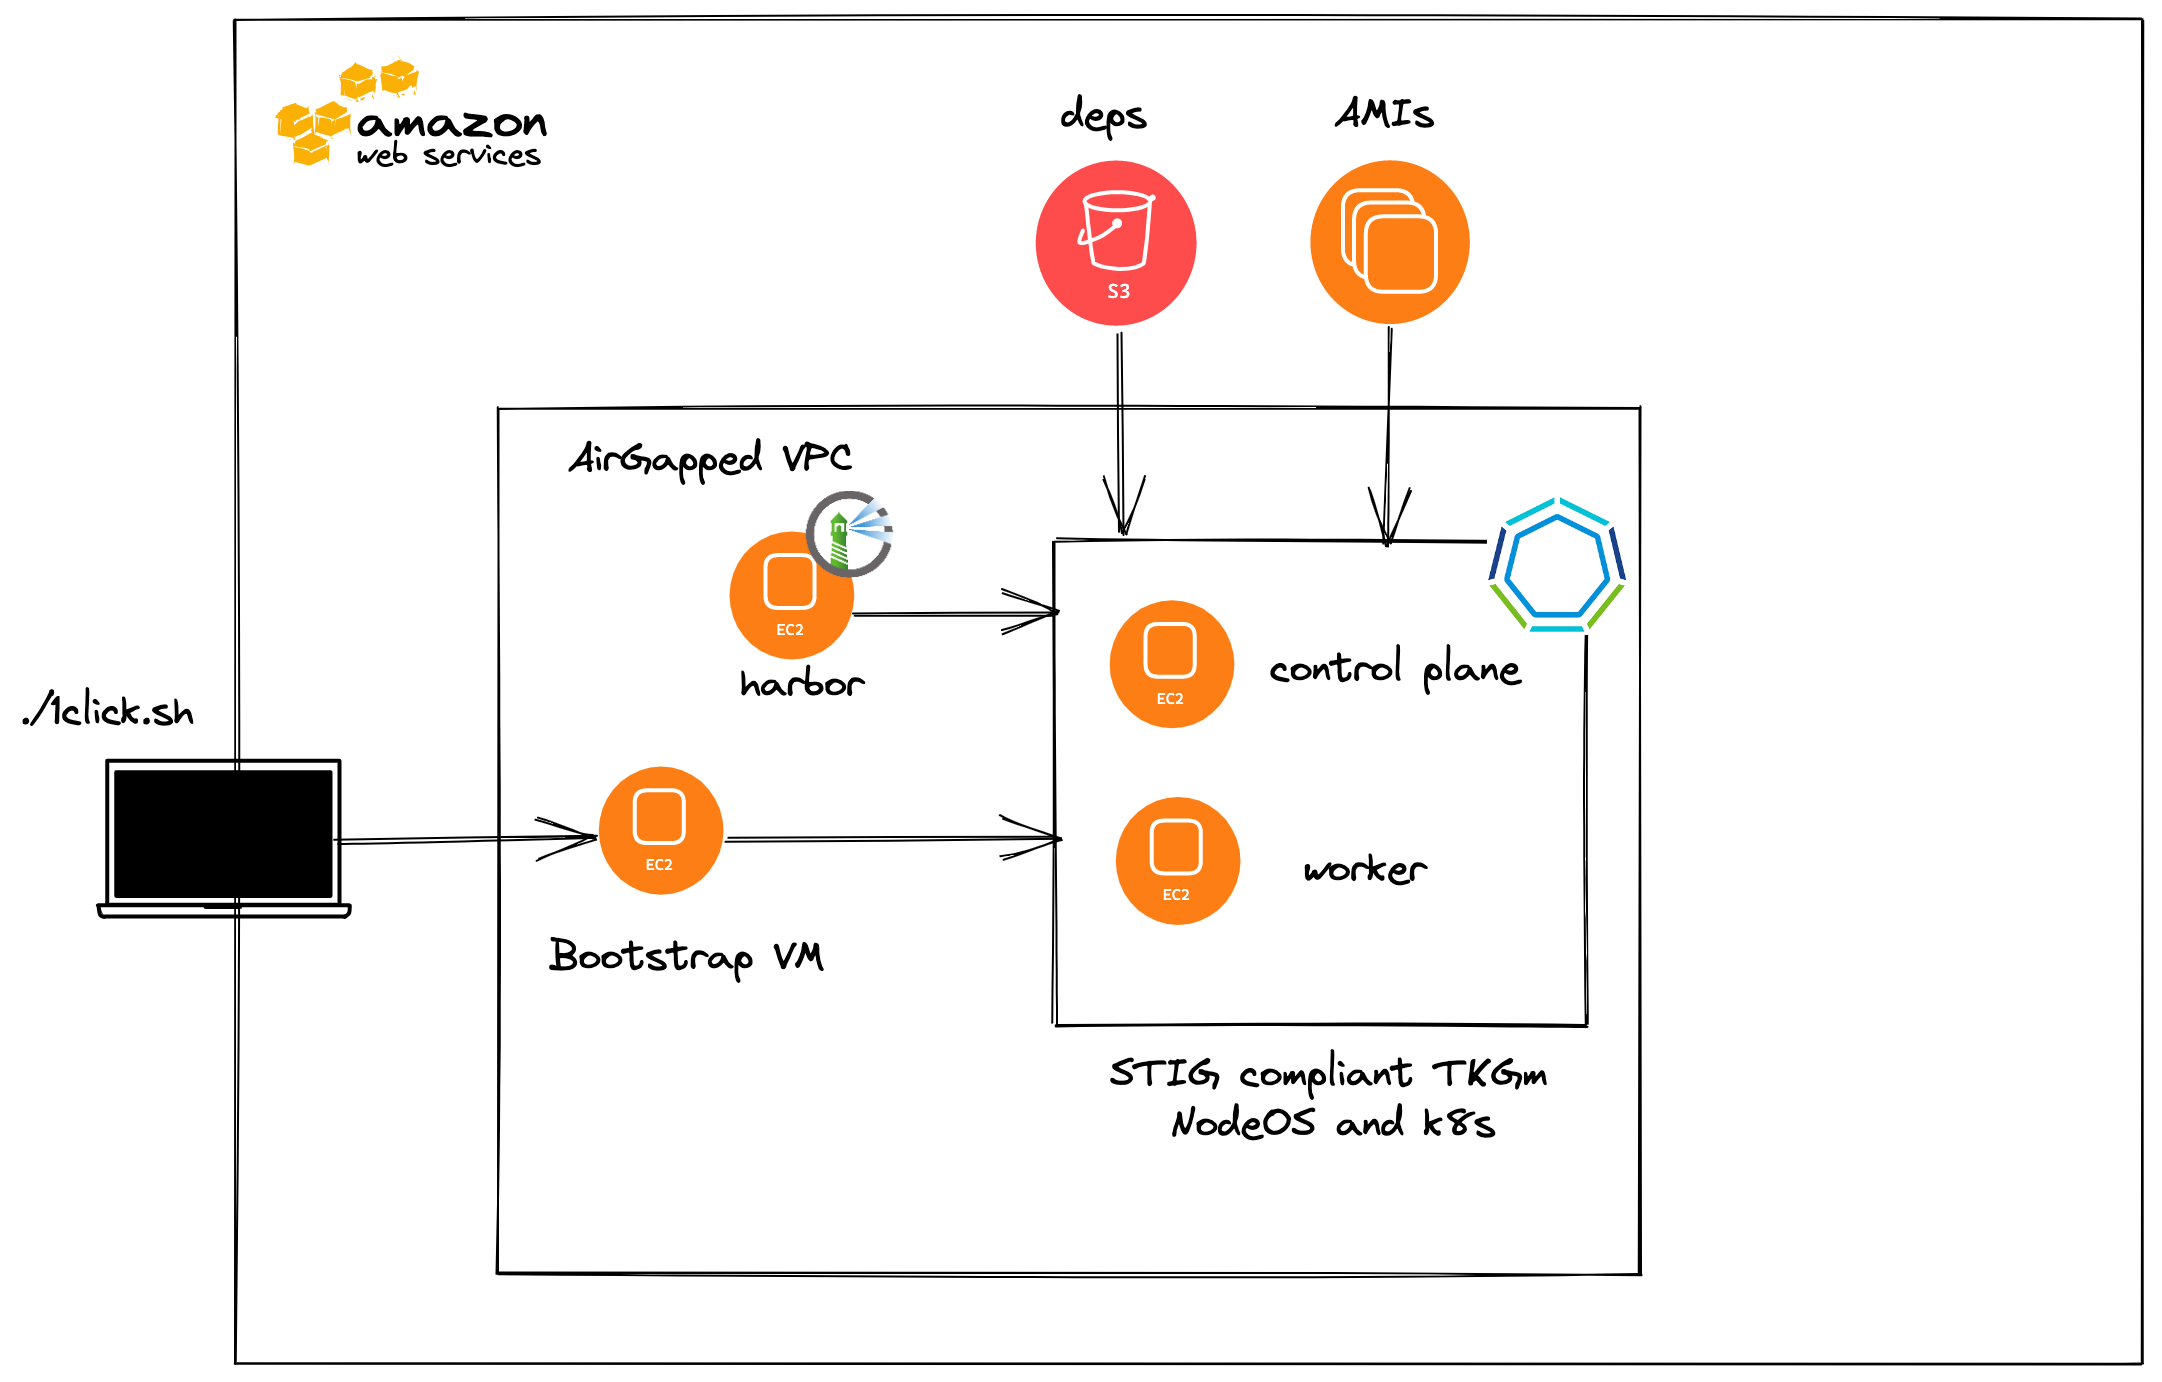 amazon
web services
deps
AMIs
S3
AirGapped VPC
EC2
harbor
EC2
control plane
./1click.sh
EC2
Bootstrap VM
EC2
worker
STIG compliant TKGm
NodeOS and k8s